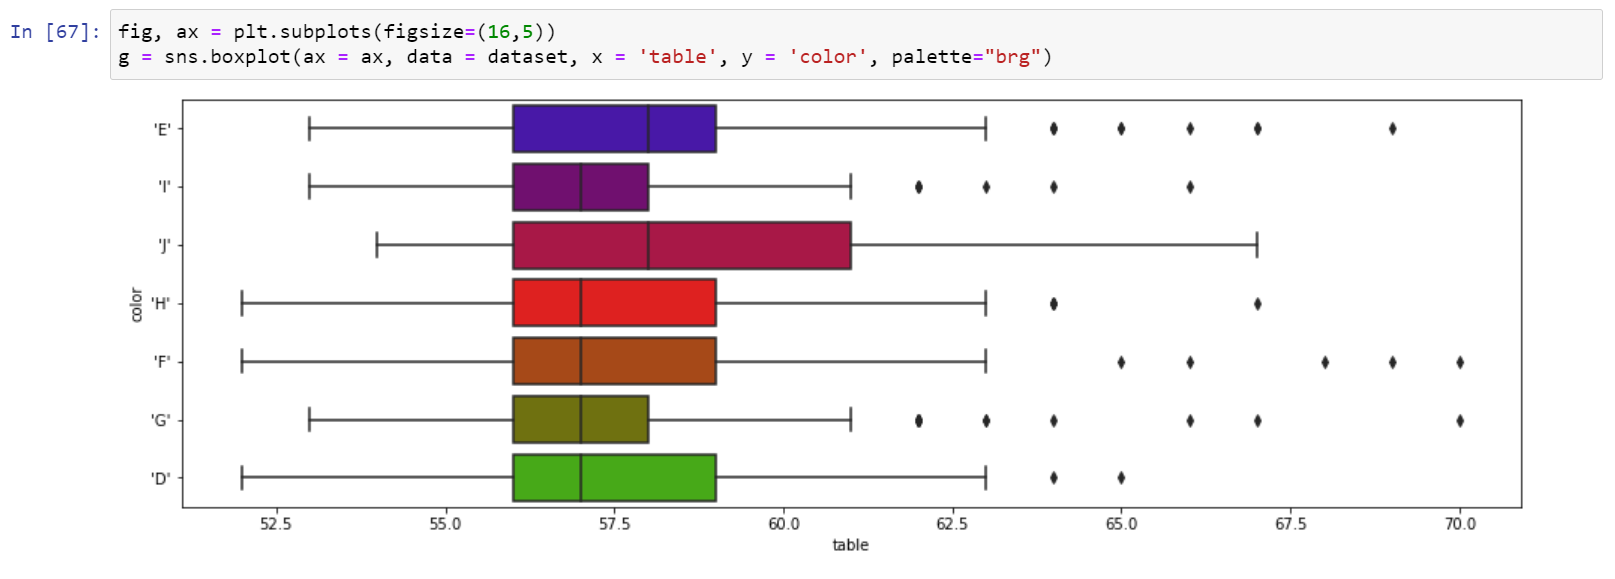 In [67]: fig, ax = plt.subplots(figsize=(16,5))
g = sns.boxplot(ax = ax, data = dataset, x = 'table', y = 'color', palette="brg")
'E'
'I'
'J'
'H'
'F'
'G'
'D'
color
52.5 55.0 57.5 60.0 62.5 65.0 67.5 70.0
table